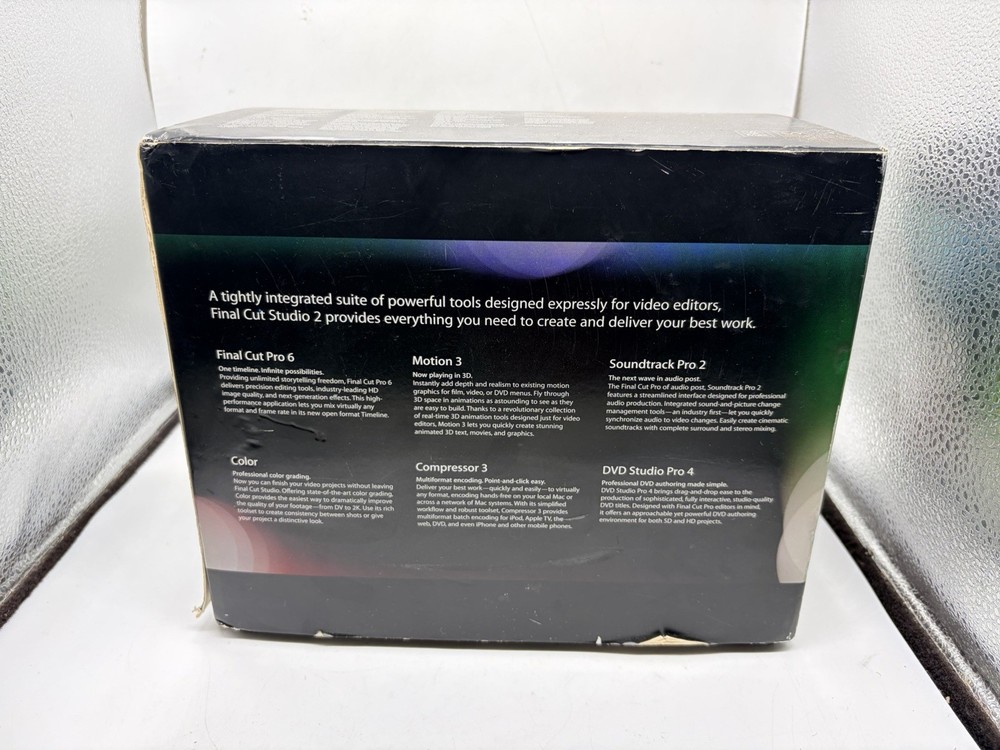 A tightly integrated suite of powerful tools designed expressly for video editors,
Final Cut Studio 2 provides everything you need to create and deliver your best work.
Final Cut Pro 6
One timeline. Infinite possibilities.
Providing unlimited storytelling freedom, Final Cut Pro 6
delivers precision editing tools, industry-leading HD
image quality, and next-generation effects. This high-
performance application lets you mix virtually any
format and frame rate in its new open format Timeline.
Motion 3
Now playing in 3D.
Instantly add depth and realism to existing motion
graphics for film, video, or DVD menus. Fly through
3D space in animations as astounding to see as they
are easy to build. Thanks to a revolutionary collection
of real-time 3D animation tools designed just for video
editors, Motion 3 lets you quickly create stunning
animated 3D text, movies, and graphics.
Soundtrack Pro 2
The next wave in audio post.
The Final Cut Pro of audio post, Soundtrack Pro 2
features a streamlined interface designed for professional
audio production. Integrated sound-and-picture change
management tools—an industry first—let you quickly
synchronize audio to video changes. Easily create cinematic
soundtracks with complete surround and stereo mixing.
Color
Professional color grading.
Now you can finish your video projects without leaving
Final Cut Studio. Offering state-of-the-art color grading,
Color provides the easiest way to dramatically improve
the quality of your footage—from DV to 2K. Use its rich
toolset to create consistency between shots or give
your project a distinctive look.
Compressor 3
Multiformat encoding. Point-and-click easy.
Deliver your best work—quickly and easily—to virtually
any format, encoding hands-free on your local Mac or
across a network of Mac systems. With its simplified
workflow and robust toolset, Compressor 3 provides
multiformat batch encoding for iPod, Apple TV, the
web, DVD, and even iPhone and other mobile phones.
DVD Studio Pro 4
Professional DVD authoring made simple.
DVD Studio Pro 4 brings drag-and-drop ease to the
production of sophisticated, fully interactive, studio-quality
DVD titles. Designed with Final Cut Pro editors in mind,
it offers an approachable yet powerful DVD authoring
environment for both SD and HD projects.